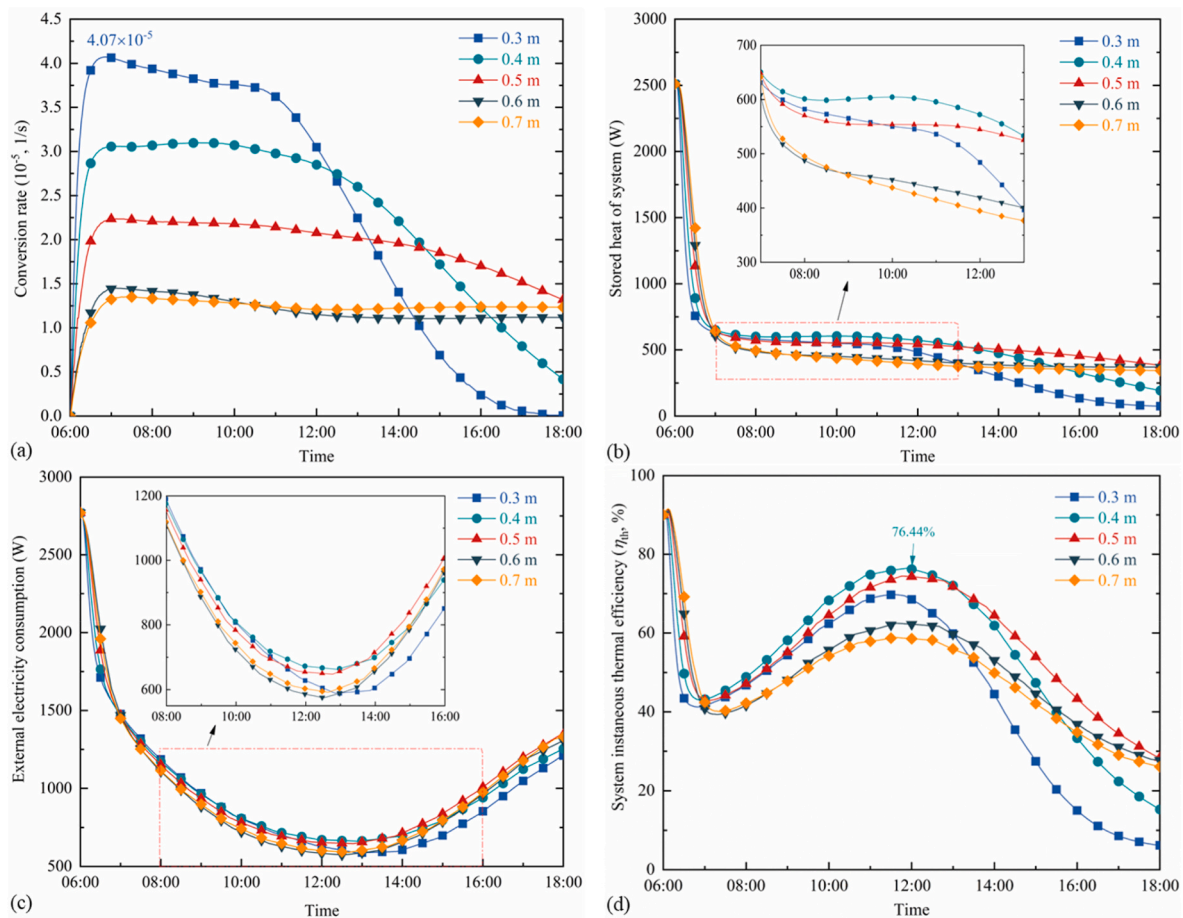 4.5
4.0
3.5
3.0
2.5
2.0
1.5
1.0
0.5
0.0
Conversion rate (10⁻⁵, 1/s)
4.07×10⁻⁵
0.3 m
0.4 m
0.5 m
0.6 m
0.7 m
06:00 08:00 10:00 12:00 14:00 16:00 18:00
Time
(a)
3000
2500
2000
1500
1000
500
0
Stored heat of system (W)
700
600
500
400
300
08:00 10:00 12:00
0.3 m
0.4 m
0.5 m
0.6 m
0.7 m
06:00 08:00 10:00 12:00 14:00 16:00 18:00
Time
(b)
3000
2500
2000
1500
1000
500
External electricity consumption (W)
1200
1000
800
600
08:00 10:00 12:00 14:00 16:00
0.3 m
0.4 m
0.5 m
0.6 m
0.7 m
06:00 08:00 10:00 12:00 14:00 16:00 18:00
Time
(c)
100
80
60
40
20
0
System instaneous thermal efficiency (ηth, %)
76.44%
0.3 m
0.4 m
0.5 m
0.6 m
0.7 m
06:00 08:00 10:00 12:00 14:00 16:00 18:00
Time
(d)